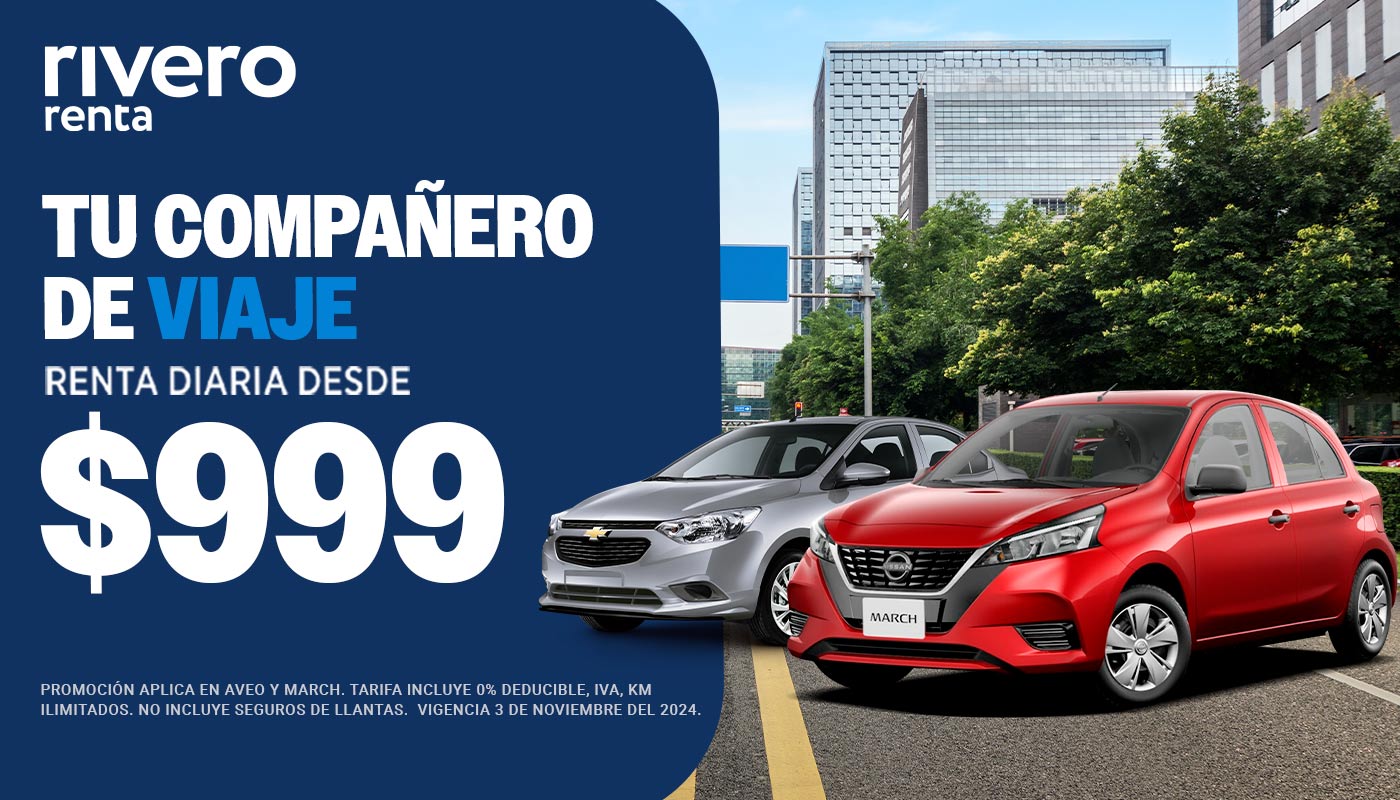 rivero
renta
TU COMPAÑERO
DE VIAJE
RENTA DIARIA DESDE
$999
PROMOCIÓN APLICA EN AVEO Y MARCH. TARIFA INCLUYE 0% DEDUCIBLE, IVA, KM
ILIMITADOS. NO INCLUYE SEGUROS DE LLANTAS. VIGENCIA 3 DE NOVIEMBRE DEL 2024.
NISSAN
MARCH